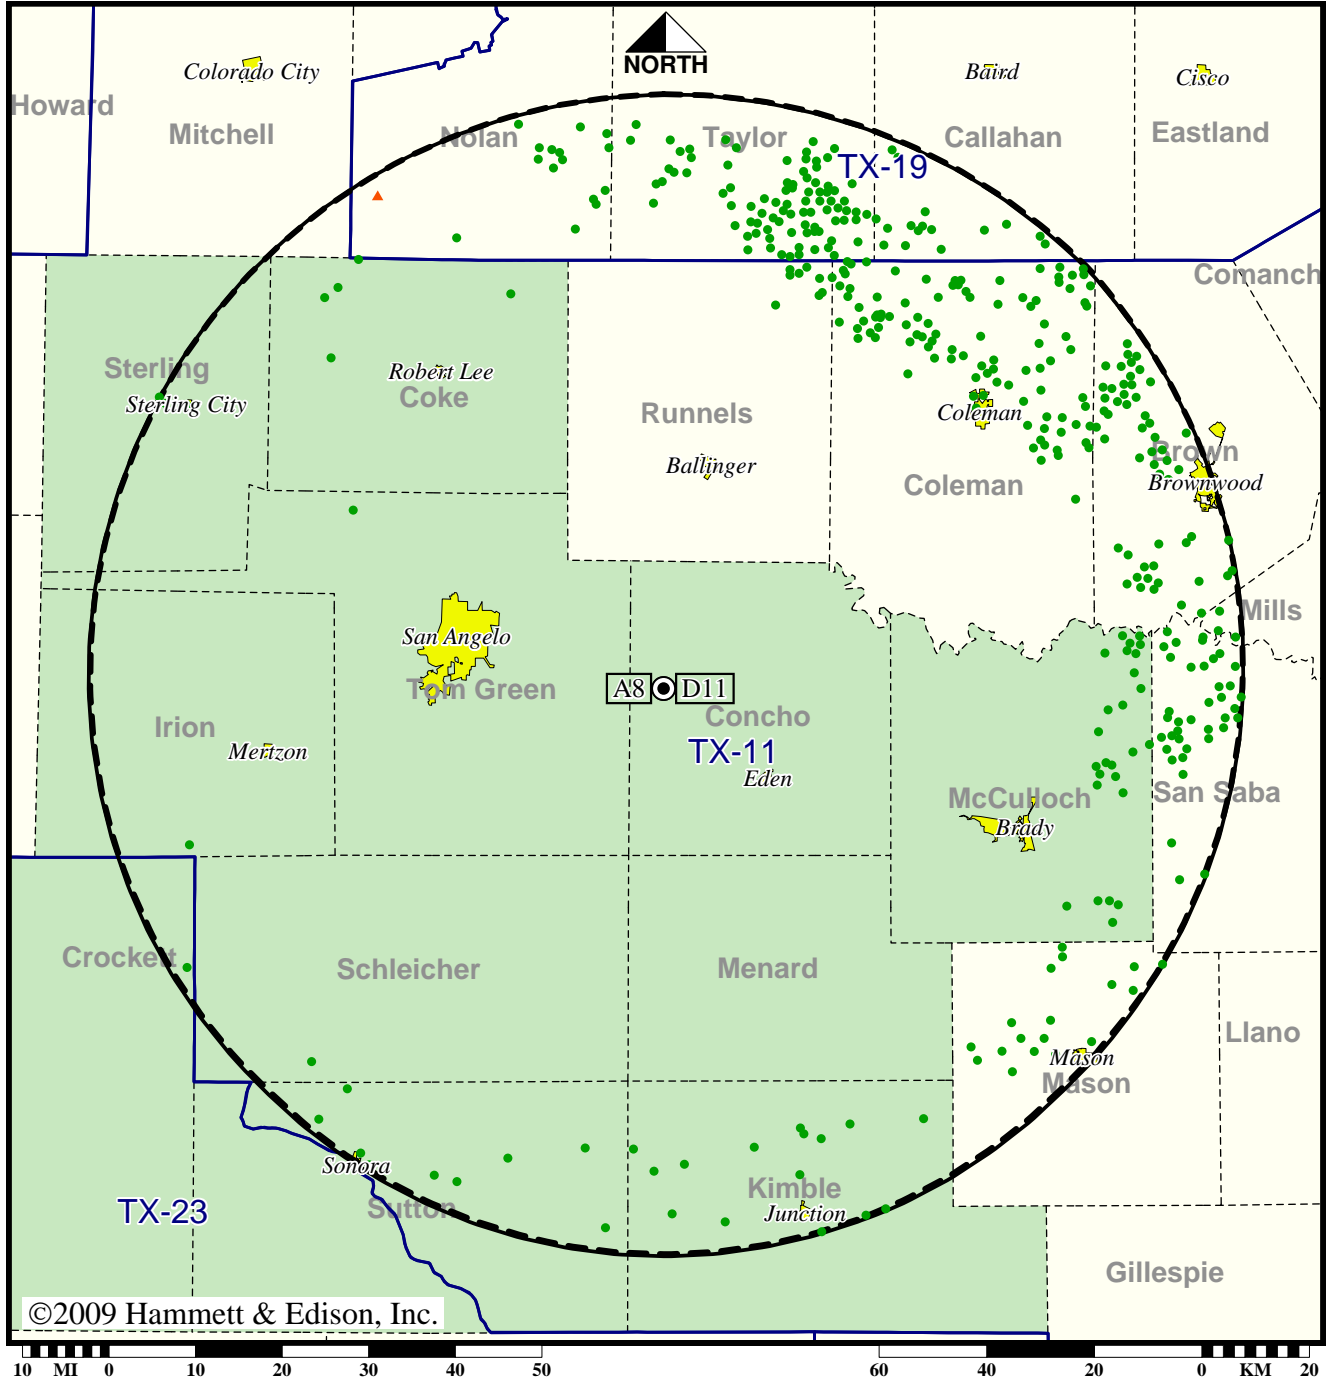 NORTH
Colorado City
Baird
Cisco
Howard
Mitchell
Nolan
Taylor
Callahan
Eastland
TX-19
Comanch
Sterling
Sterling City
Robert Lee
Coke
Runnels
Coleman
Ballinger
Coleman
Brown
Brownwood
Mills
San Angelo
Tom Green
A8
D11
Concho
TX-11
Eden
Irion
Mertzon
McCulloch
Brady
San Saba
Crockett
Schleicher
Menard
Llano
Mason
Mason
Sonora
Sutton
Kimble
Junction
TX-23
Gillespie
©2009 Hammett & Edison, Inc.
10 MI 0 10 20 30 40 50
60 40 20 0 KM 20